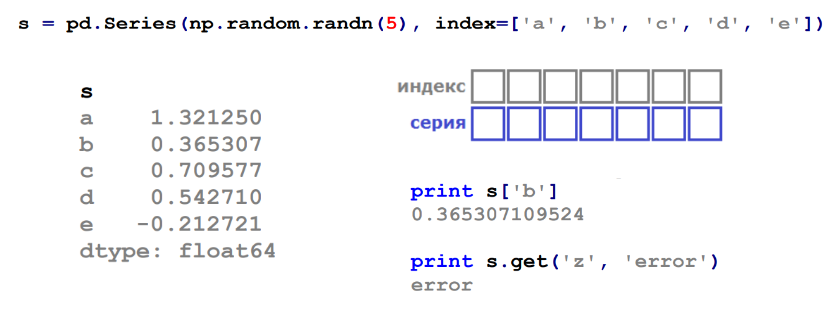 s = pd.Series(np.random.randn(5), index=['a', 'b', 'c', 'd', 'e'])
s
a 1.321250
b 0.365307
c 0.709577
d 0.542710
e -0.212721
dtype: float64
индекс
серия
print s['b']
0.365307109524
print s.get('z', 'error')
error